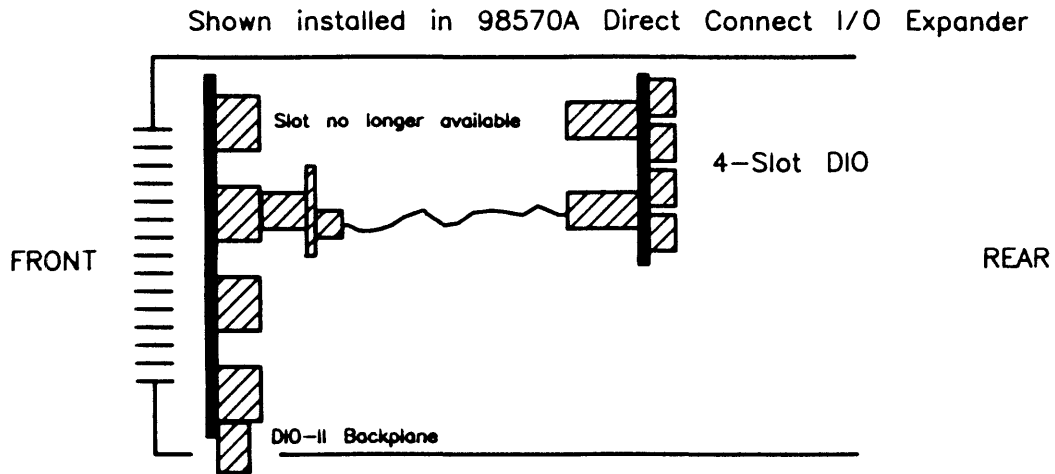 Shown installed in 98570A Direct Connect I/O Expander
Slot no longer available
4-Slot DIO
FRONT
REAR
DIO-II Backplane